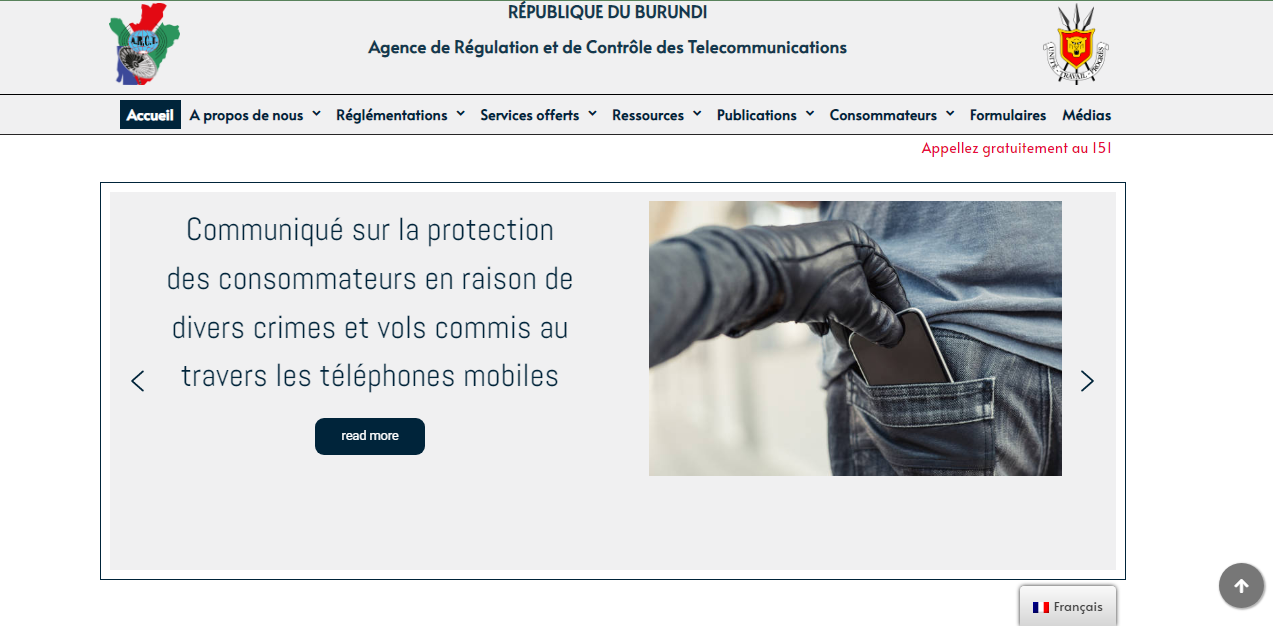 RÉPUBLIQUE DU BURUNDI
Agence de Régulation et de Contrôle des Telecommunications
A.R.C.T.
UNITE TRAVAIL PROGRES
Accueil A propos de nous Réglémentations Services offerts Ressources Publications Consommateurs Formulaires Médias
Appellez gratuitement au 151
Communiqué sur la protection
des consommateurs en raison de
divers crimes et vols commis au
travers les téléphones mobiles
read more
Français